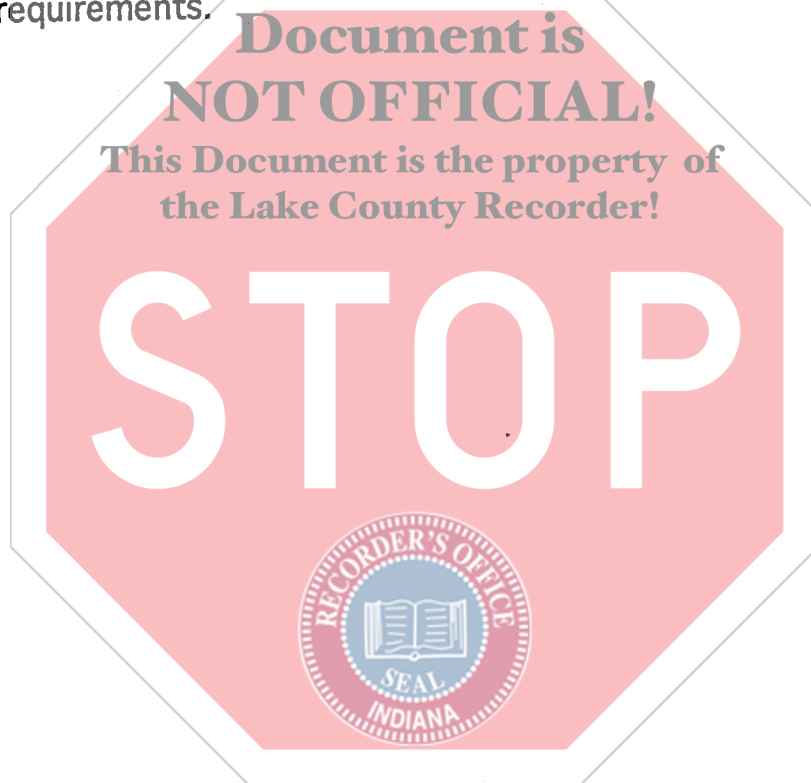 requirements.
Document is
NOT OFFICIAL!
This Document is the property of
the Lake County Recorder!
STOP
RECORDER'S OFFICE
SEAL
INDIANA